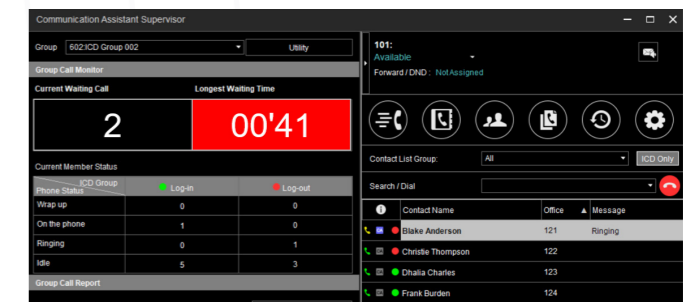 Communication Assistant Supervisor
Group 602:ICD Group 002 Utility
Group Call Monitor
Current Waiting Call Longest Waiting Time
2 00'41
Current Member Status
ICD Group
Phone Status Log-in Log-out
Wrap up 0 0
On the phone 1 0
Ringing 0 1
Idle 5 3
Group Call Report
101:
Available
Forward / DND : NotAssigned
Contact List Group: All ICD Only
Search / Dial
Contact Name Office Message
Blake Anderson 121 Ringing
Christie Thompson 122
Dhalia Charles 123
Frank Burden 124